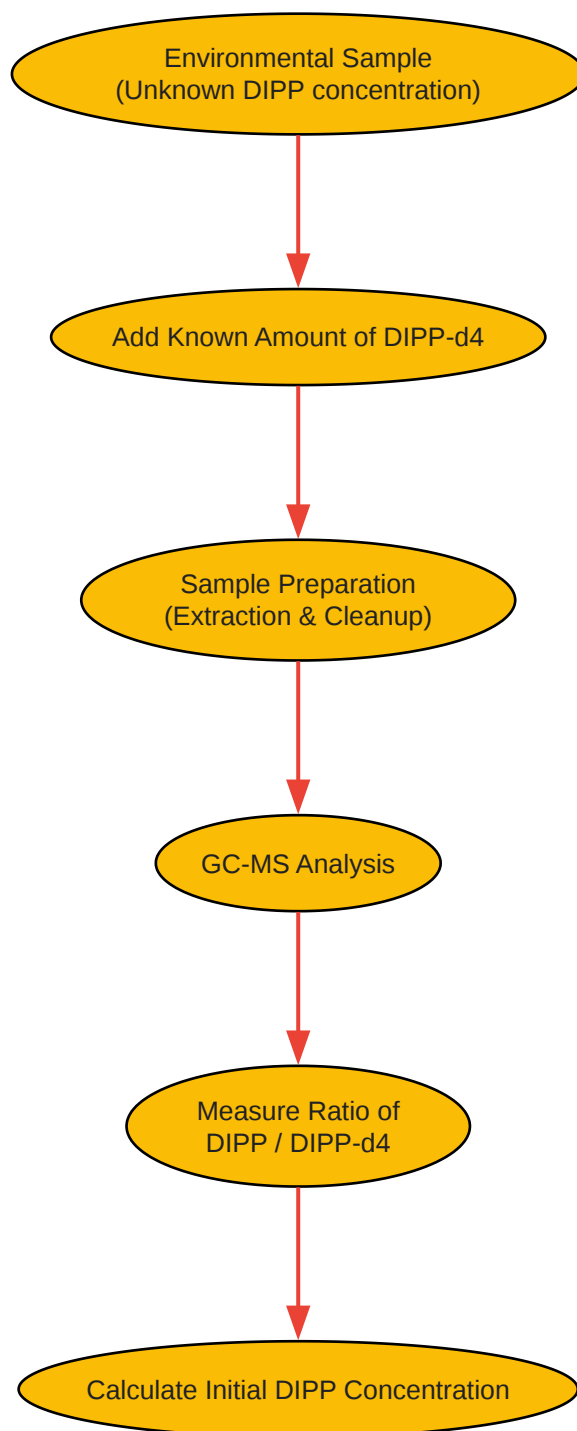 Environmental Sample
(Unknown DIPP concentration)
Add Known Amount of DIPP-d4
Sample Preparation
(Extraction & Cleanup)
GC-MS Analysis
Measure Ratio of
DIPP / DIPP-d4
Calculate Initial DIPP Concentration